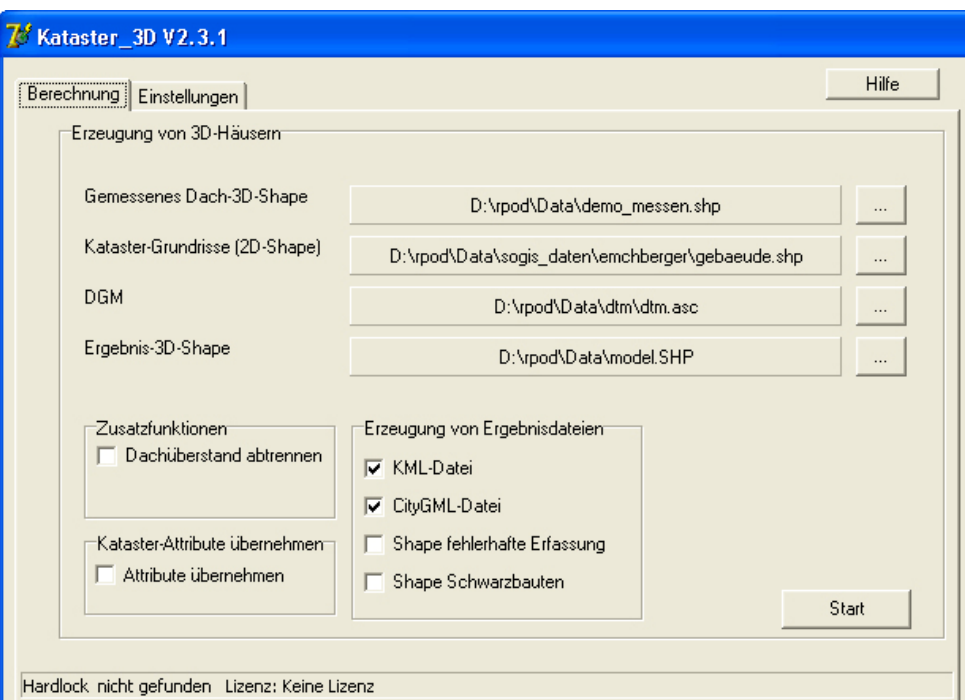 Kataster_3D V2.3.1
Hilfe
Berechnung Einstellungen
Erzeugung von 3D-Häusern
Gemessenes Dach-3D-Shape D:\rpod\Data\demo_messen.shp ...
Kataster-Grundrisse (2D-Shape) D:\rpod\Data\sogis_daten\emchberger\gebaeude.shp ...
DGM D:\rpod\Data\dtm\dtm.asc ...
Ergebnis-3D-Shape D:\rpod\Data\model.SHP ...
Zusatzfunktionen
Dachüberstand abtrennen
Kataster-Attribute übernehmen
Attribute übernehmen
Erzeugung von Ergebnisdateien
KML-Datei
CityGML-Datei
Shape fehlerhafte Erfassung
Shape Schwarzbauten
Start
Hardlock nicht gefunden Lizenz: Keine Lizenz